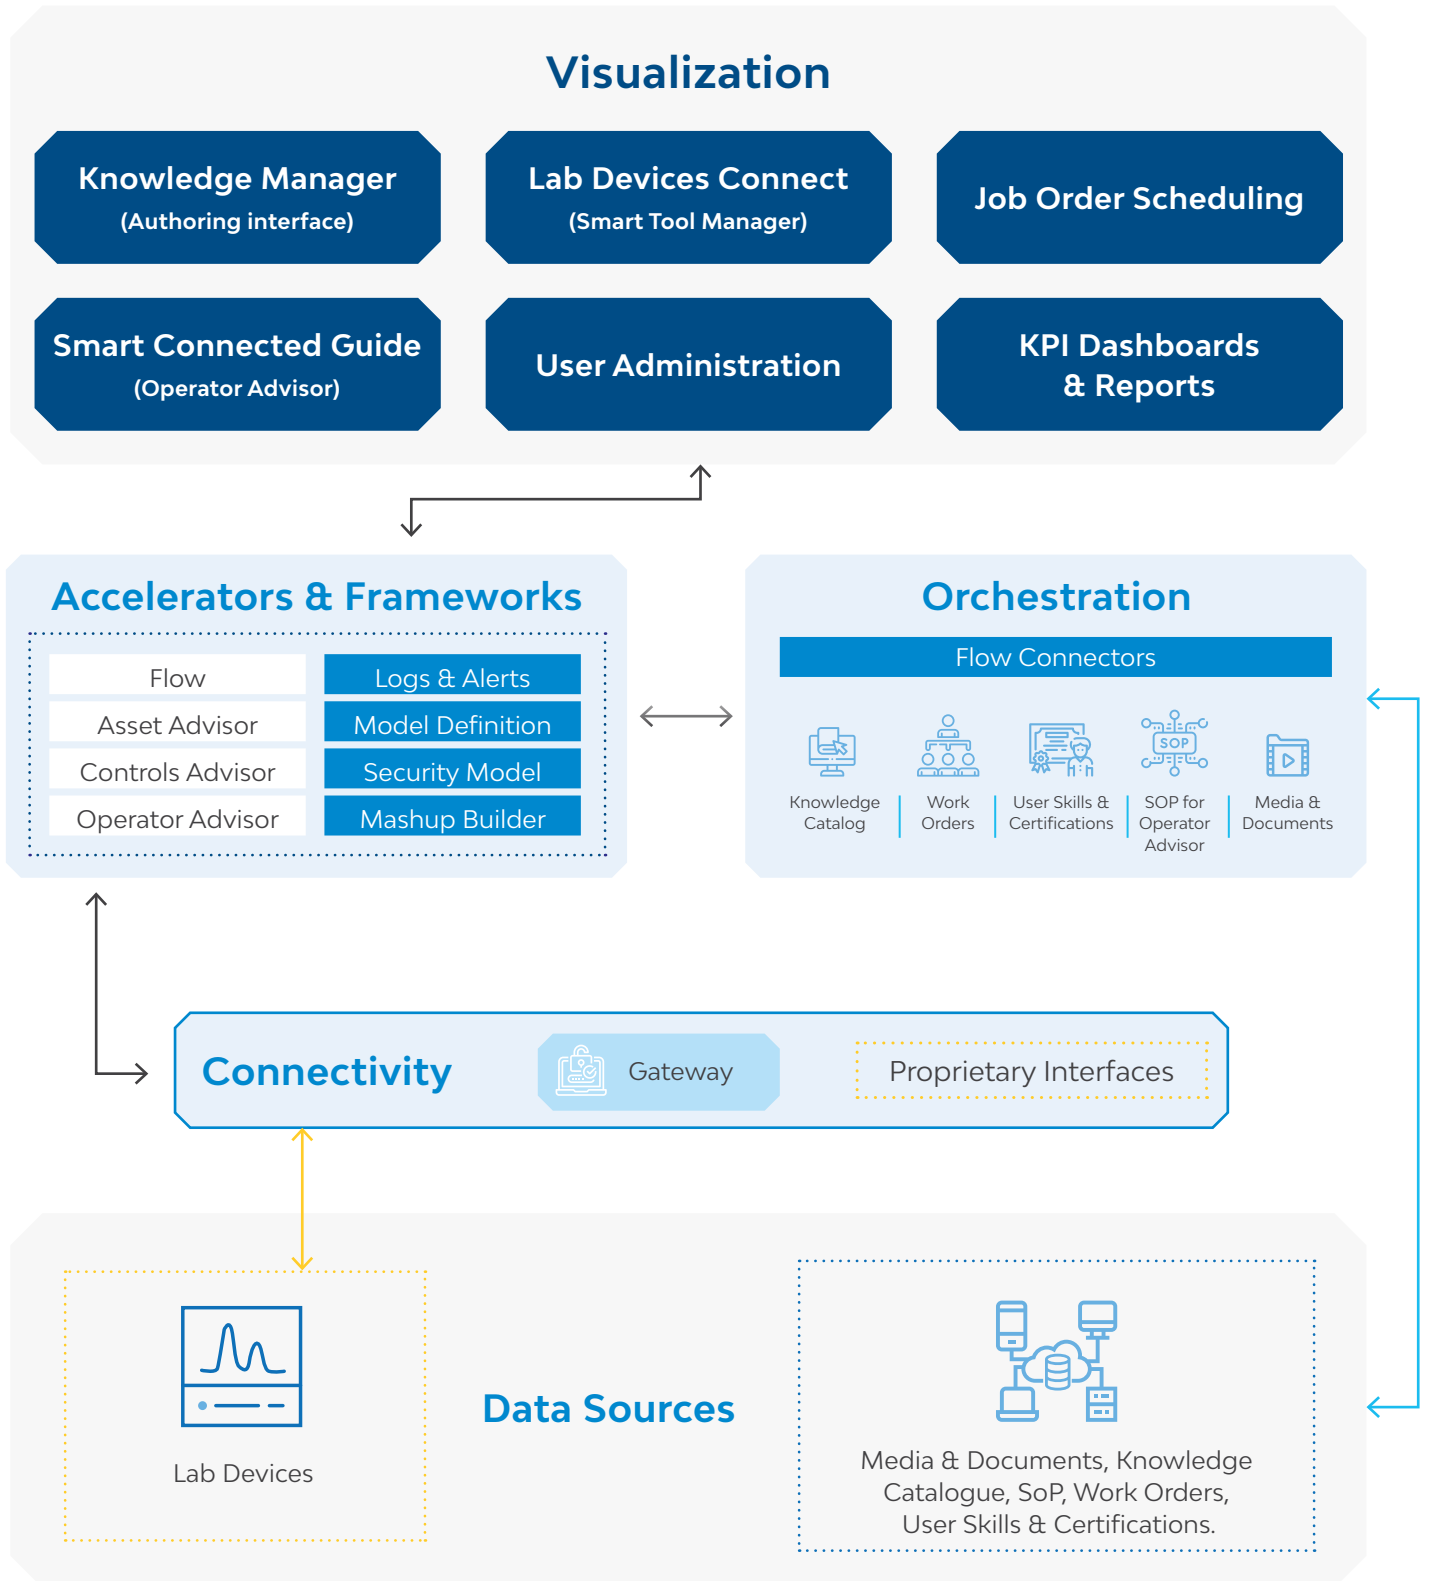 Visualization
Knowledge Manager
(Authoring interface)
Lab Devices Connect
(Smart Tool Manager)
Job Order Scheduling
Smart Connected Guide
(Operator Advisor)
User Administration
KPI Dashboards
& Reports
Accelerators & Frameworks
Flow
Logs & Alerts
Asset Advisor
Model Definition
Controls Advisor
Security Model
Operator Advisor
Mashup Builder
Orchestration
Flow Connectors
SOP
Knowledge
Catalog
Work
Orders
User Skills &
Certifications
SOP for
Operator
Advisor
Media &
Documents
Connectivity
Gateway
Proprietary Interfaces
Lab Devices
Data Sources
Media & Documents, Knowledge
Catalogue, SoP, Work Orders,
User Skills & Certifications.